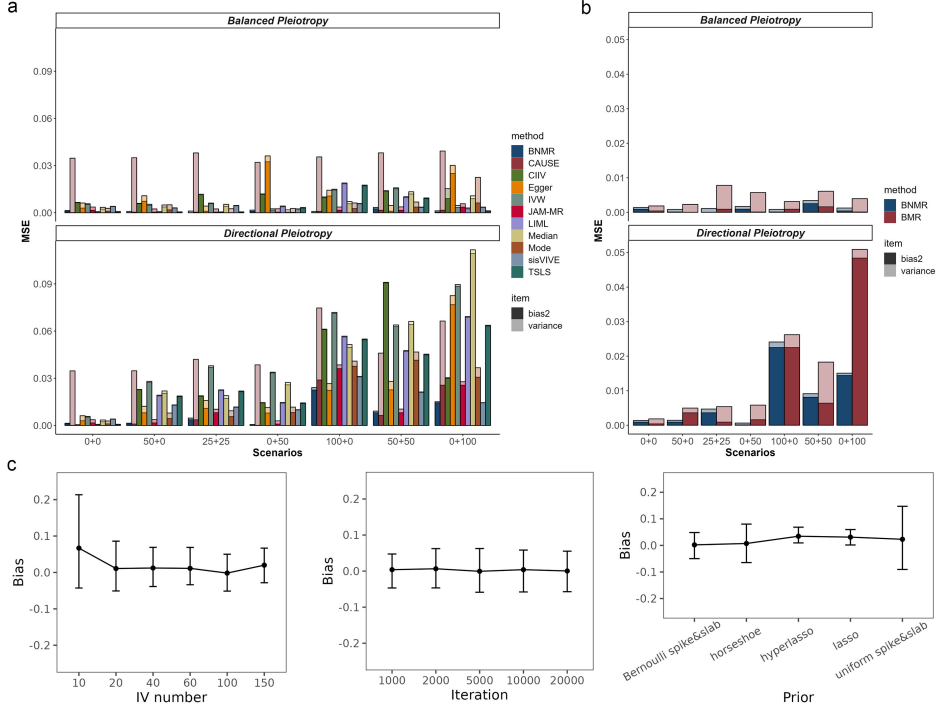 a
Balanced Pleiotropy
0.09
0.06
0.03
0.00
MSE
Directional Pleiotropy
0.09
0.06
0.03
0.00
0+0
50+0
25+25
0+50
100+0
50+50
0+100
Scenarios
method
BNMR
CAUSE
CIIV
Egger
IVW
JAM-MR
LIML
Median
Mode
sisVIVE
TSLS
item
bias2
variance
b
Balanced Pleiotropy
0.05
0.04
0.03
0.02
0.01
0.00
MSE
Directional Pleiotropy
0.05
0.04
0.03
0.02
0.01
0.00
0+0
50+0
25+25
0+50
100+0
50+50
0+100
Scenarios
method
BNMR
BMR
item
bias2
variance
c
0.2
0.1
0.0
-0.1
-0.2
Bias
10
20
40
60
100
150
IV number
0.2
0.1
0.0
-0.1
-0.2
Bias
1000
2000
5000
10000
20000
Iteration
0.2
0.1
0.0
-0.1
-0.2
Bias
Bernoulli spike&slab
horseshoe
hyperlasso
lasso
uniform spike&slab
Prior